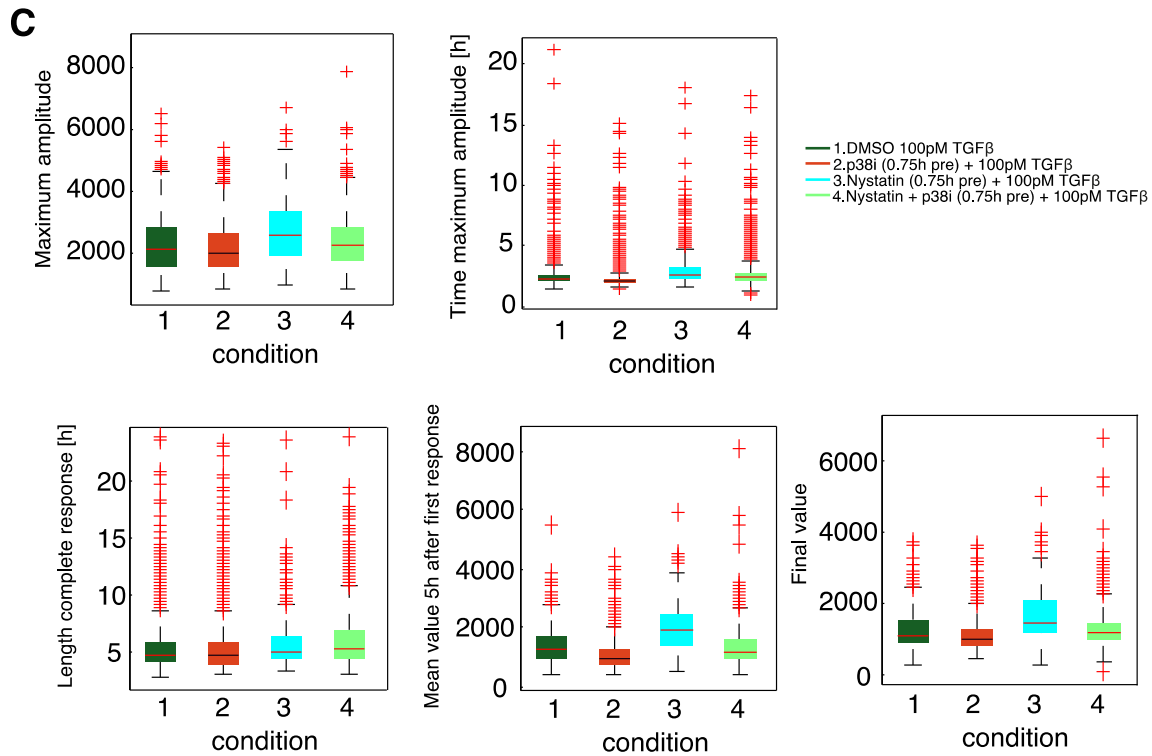 C
Maximum amplitude
8000
6000
4000
2000
1 2 3 4
condition
Time maximum amplitude [h]
20
15
10
5
0
1 2 3 4
condition
1.DMSO 100pM TGFβ
2.p38i (0.75h pre) + 100pM TGFβ
3.Nystatin (0.75h pre) + 100pM TGFβ
4.Nystatin + p38i (0.75h pre) + 100pM TGFβ
Length complete response [h]
20
15
10
5
1 2 3 4
condition
Mean value 5h after first response
8000
6000
4000
2000
0
1 2 3 4
condition
Final value
6000
4000
2000
0
1 2 3 4
condition